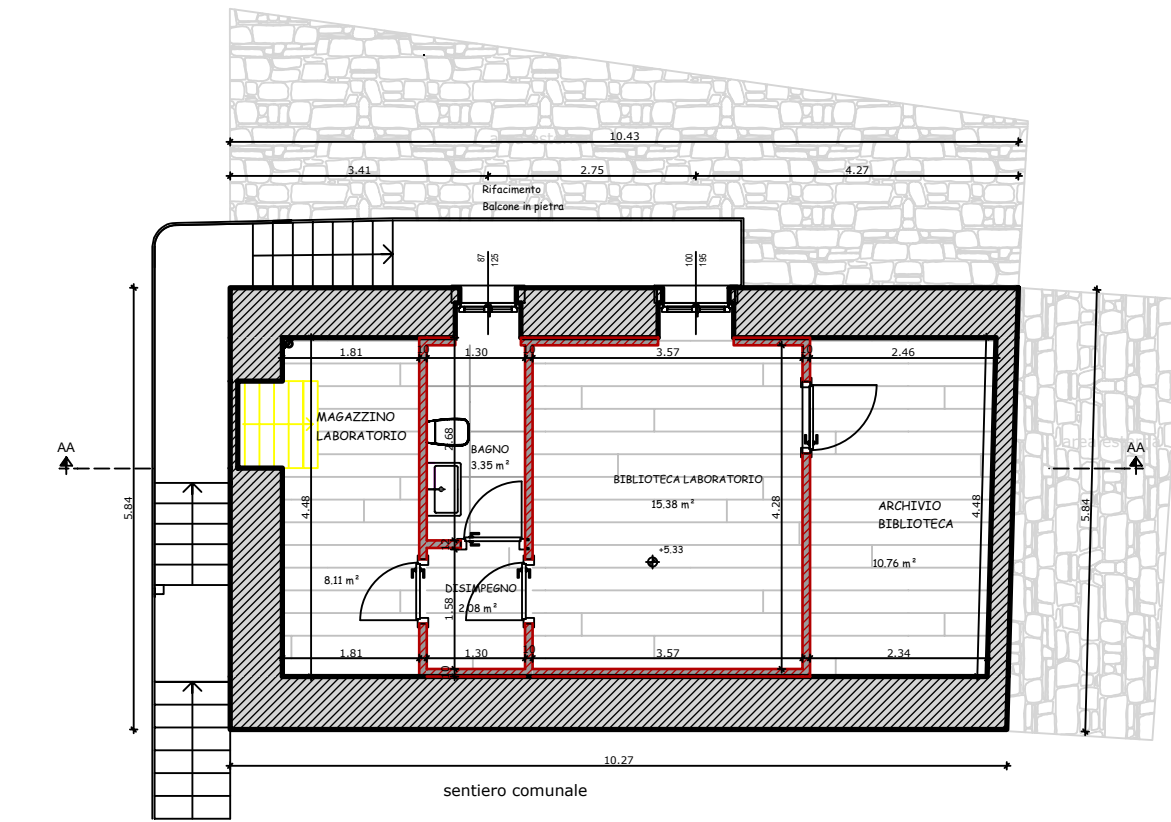 10.43
3.41
2.75
4.27
Rifacimento
Balcone in pietra
87
125
100
195
1.81
1.30
3.57
2.46
MAGAZZINO
LABORATORIO
AA
AA
BAGNO
3.35 m²
BIBLIOTECA LABORATORIO
15.38 m²
ARCHIVIO
BIBLIOTECA
5.84
4.48
4.28
4.48
5.84
+5,33
10.76 m²
8,11 m²
DISIMPEGNO
2,08 m²
1.58
1.81
1.30
3.57
2.34
10.27
sentiero comunale